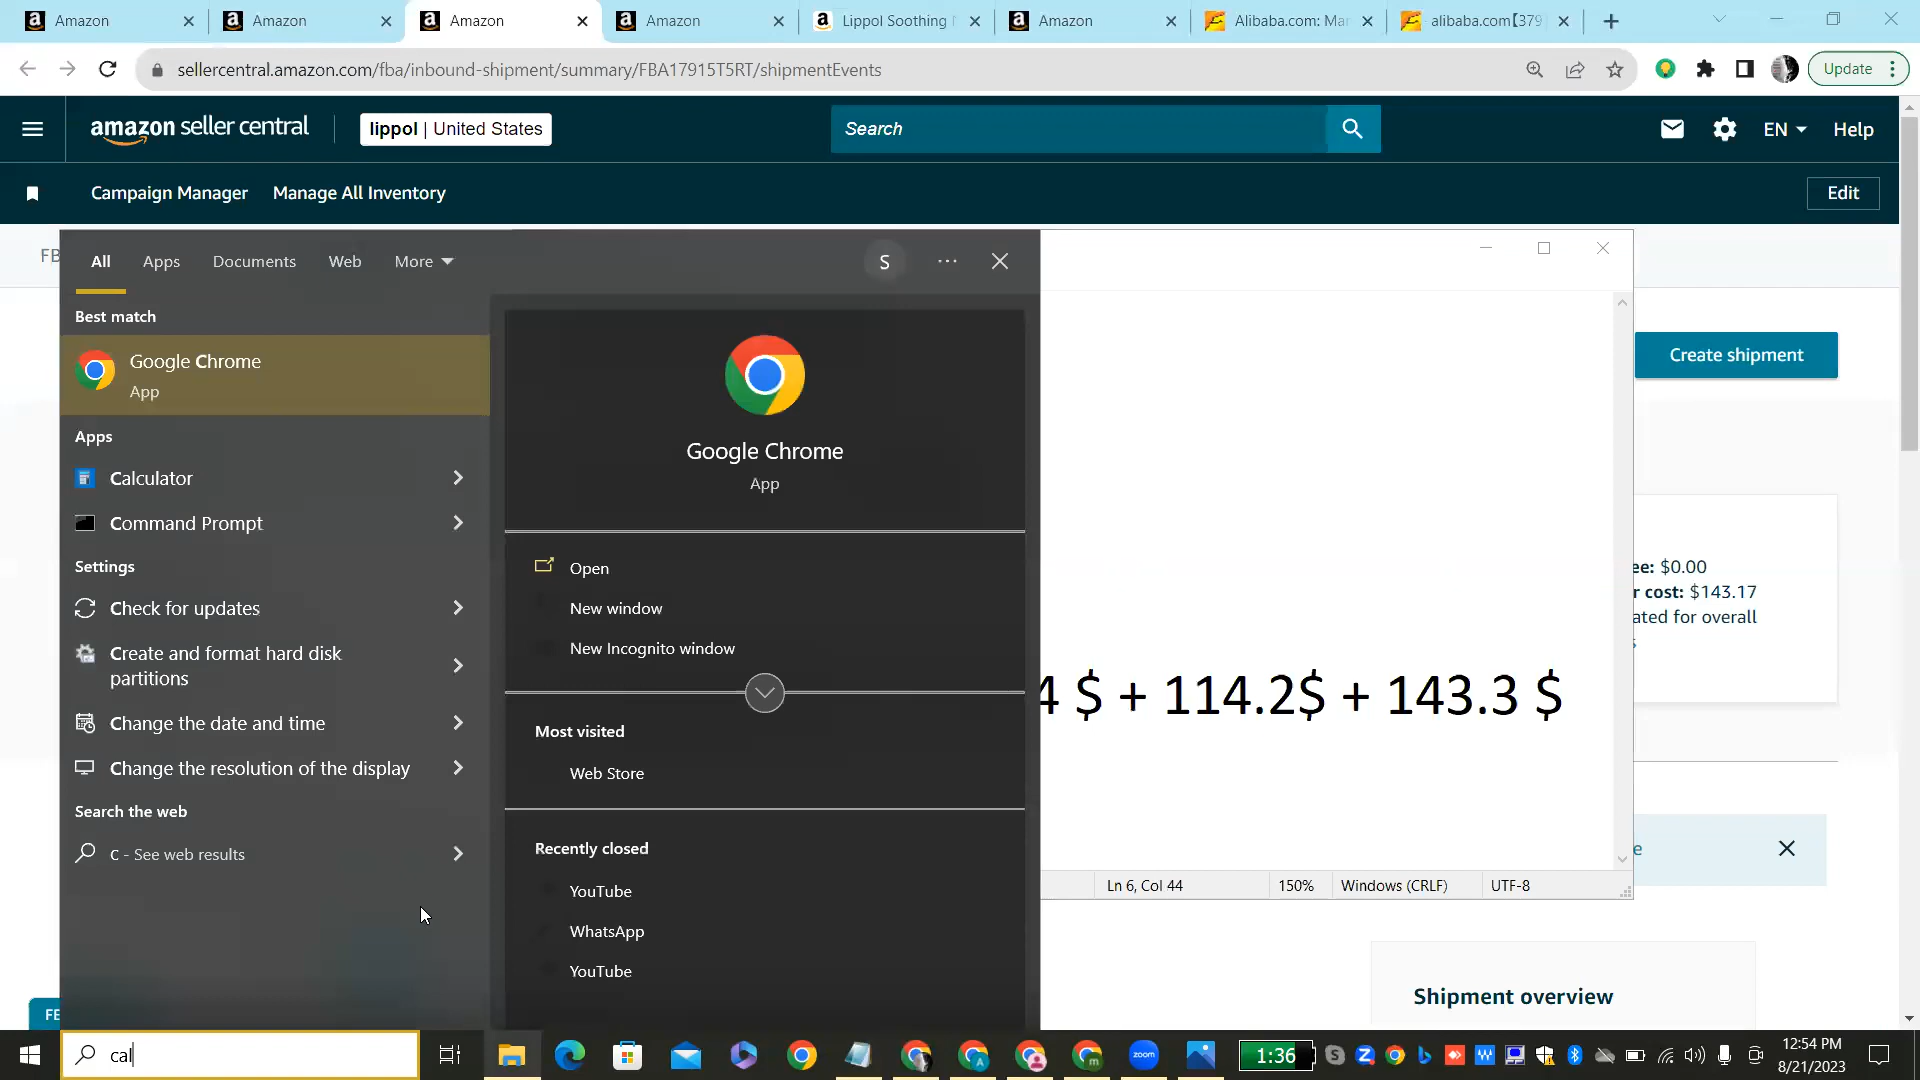 Amazon
Amazon
Amazon
Amazon
Lippol Soothing
Amazon
Alibaba.com: Ma
alibaba.com【379
sellercentral.amazon.com/fba/inbound-shipment/summary/FBA17915T5RT/shipmentEvents
Update
amazon seller central
lippol | United States
Search
EN
Help
Campaign Manager
Manage All Inventory
Edit
FB
All
Apps
Documents
Web
More
S
Best match
Google Chrome
App
Apps
Calculator
Command Prompt
Settings
Check for updates
Create and format hard disk
partitions
Change the date and time
Change the resolution of the display
Search the web
c - See web results
Google Chrome
App
Open
New window
New Incognito window
Most visited
Web Store
Recently closed
YouTube
WhatsApp
YouTube
4 $ + 114.2$ + 143.3 $
Ln 6, Col 44
150%
Windows (CRLF)
UTF-8
Create shipment
ee: $0.00
r cost: $143.17
ated for overall
s
e
Shipment overview
FE
cal
zoom
1:36
12:54 PM
8/21/2023